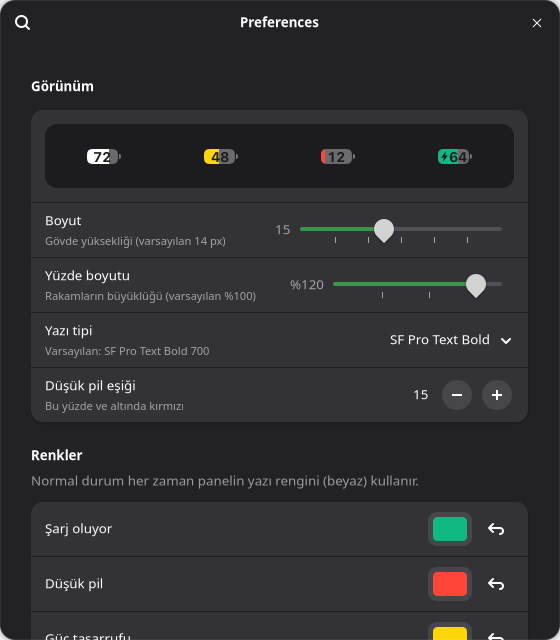 Preferences
Görünüm
72 48 12 64
Boyut
15
Gövde yüksekliği (varsayılan 14 px)
Yüzde boyutu
%120
Rakamların büyüklüğü (varsayılan %100)
Yazı tipi
SF Pro Text Bold
Varsayılan: SF Pro Text Bold 700
Düşük pil eşiği
15
Bu yüzde ve altında kırmızı
Renkler
Normal durum her zaman panelin yazı rengini (beyaz) kullanır.
Şarj oluyor
Düşük pil
Güç tasarrufu